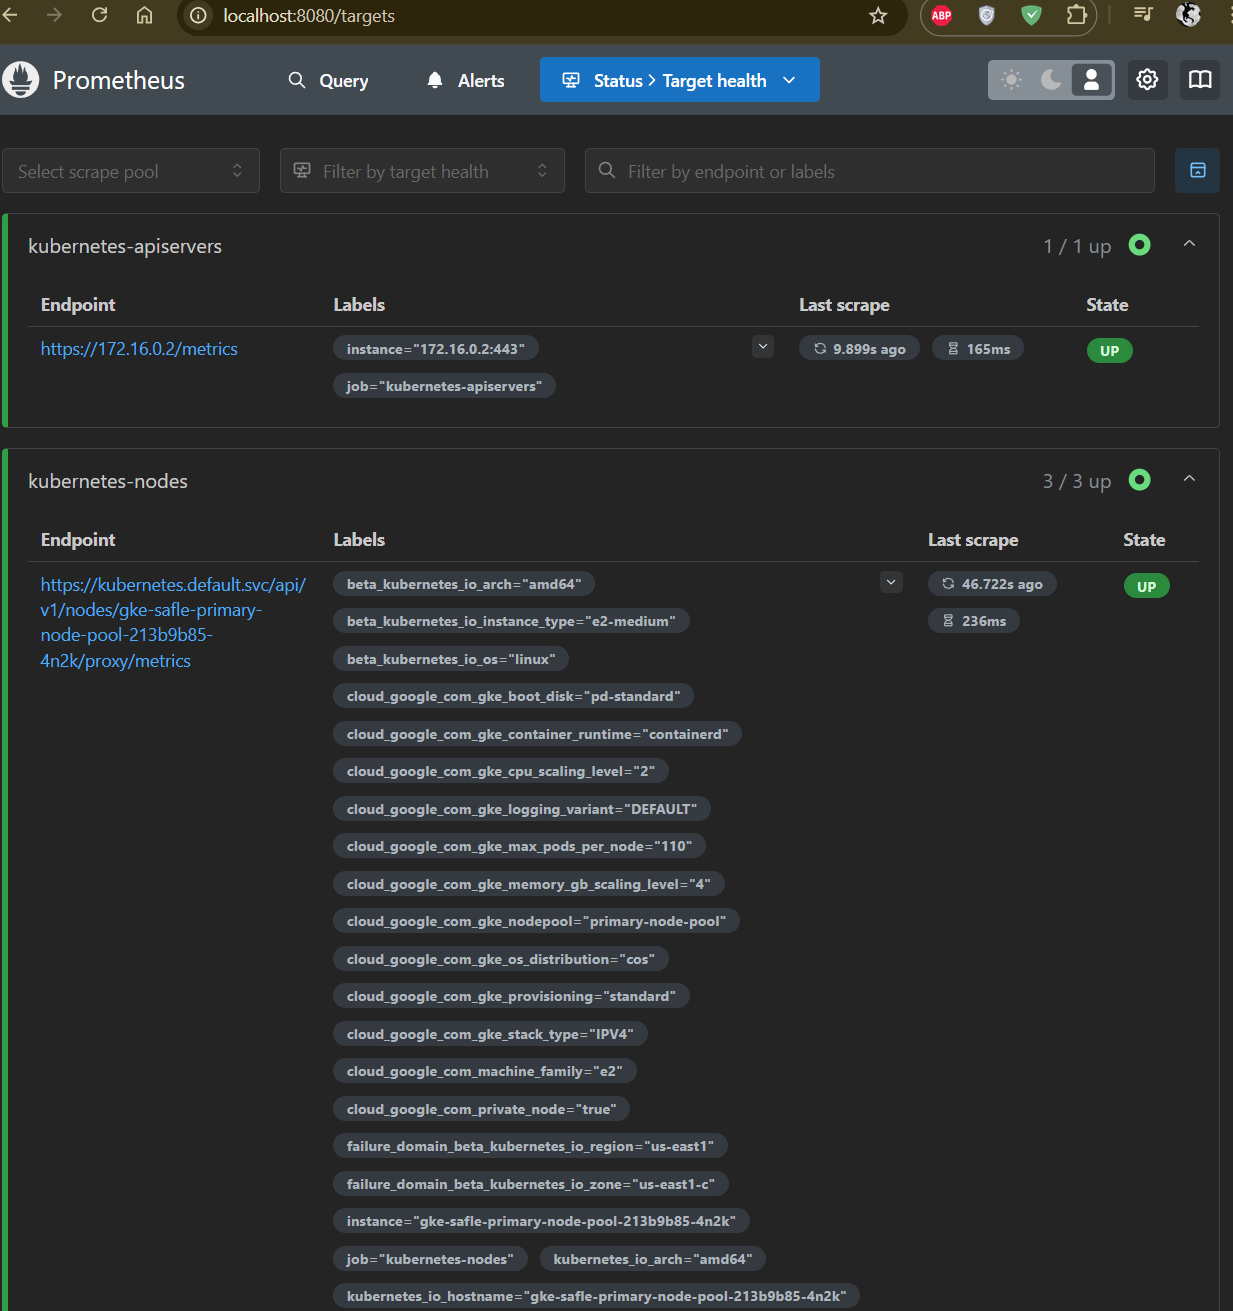 localhost:8080/targets
ABP
Prometheus
Query
Alerts
Status > Target health
Select scrape pool
Filter by target health
Filter by endpoint or labels
kubernetes-apiservers
1 / 1 up
Endpoint
Labels
Last scrape
State
https://172.16.0.2/metrics
instance="172.16.0.2:443"
9.899s ago
165ms
UP
job="kubernetes-apiservers"
kubernetes-nodes
3 / 3 up
Endpoint
Labels
Last scrape
State
https://kubernetes.default.svc/api/
v1/nodes/gke-safle-primary-
node-pool-213b9b85-
4n2k/proxy/metrics
beta_kubernetes_io_arch="amd64"
46.722s ago
UP
beta_kubernetes_io_instance_type="e2-medium"
236ms
beta_kubernetes_io_os="linux"
cloud_google_com_gke_boot_disk="pd-standard"
cloud_google_com_gke_container_runtime="containerd"
cloud_google_com_gke_cpu_scaling_level="2"
cloud_google_com_gke_logging_variant="DEFAULT"
cloud_google_com_gke_max_pods_per_node="110"
cloud_google_com_gke_memory_gb_scaling_level="4"
cloud_google_com_gke_nodepool="primary-node-pool"
cloud_google_com_gke_os_distribution="cos"
cloud_google_com_gke_provisioning="standard"
cloud_google_com_gke_stack_type="IPV4"
cloud_google_com_machine_family="e2"
cloud_google_com_private_node="true"
failure_domain_beta_kubernetes_io_region="us-east1"
failure_domain_beta_kubernetes_io_zone="us-east1-c"
instance="gke-safle-primary-node-pool-213b9b85-4n2k"
job="kubernetes-nodes"
kubernetes_io_arch="amd64"
kubernetes_io_hostname="gke-safle-primary-node-pool-213b9b85-4n2k"